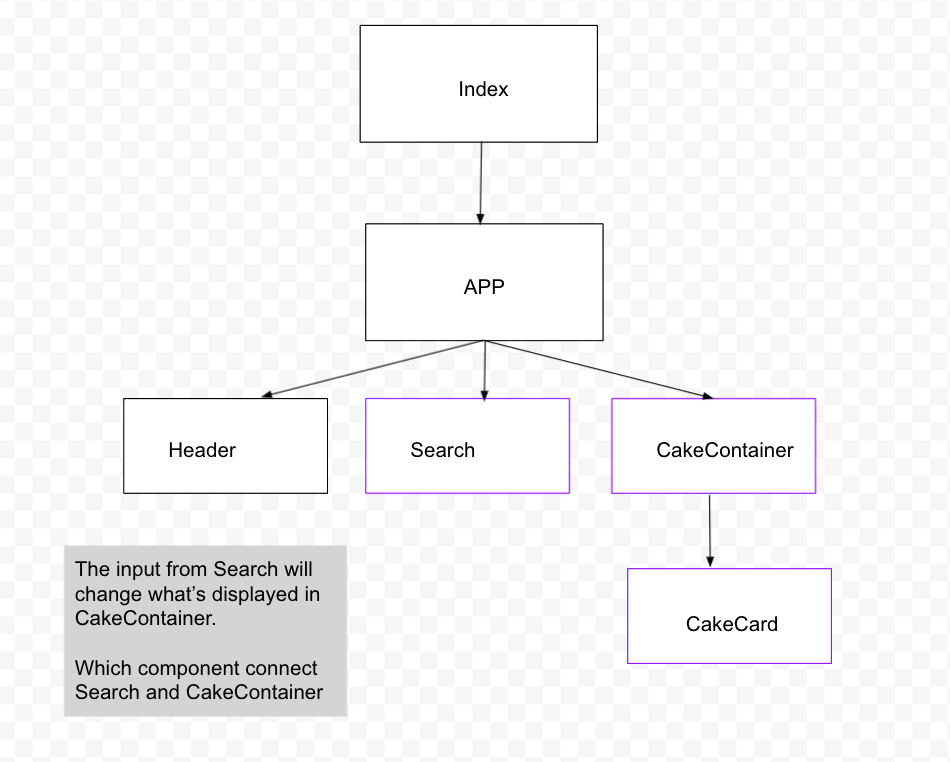 Index
APP
Header
Search
CakeContainer
The input from Search will
change what’s displayed in
CakeContainer.
Which component connect
Search and CakeContainer
CakeCard